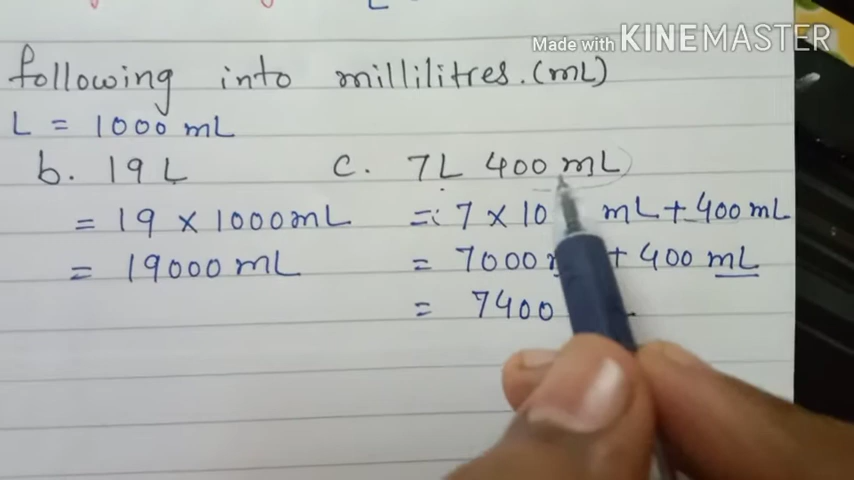 L
Made with KINEMASTER
following into millilitres. (mL)
L = 1000 mL
b. 19 L
= 19 × 1000mL
= 19000 mL
c. 7L 400 mL
= 7 × 10 mL + 400 mL
= 7000 + 400 mL
= 7400